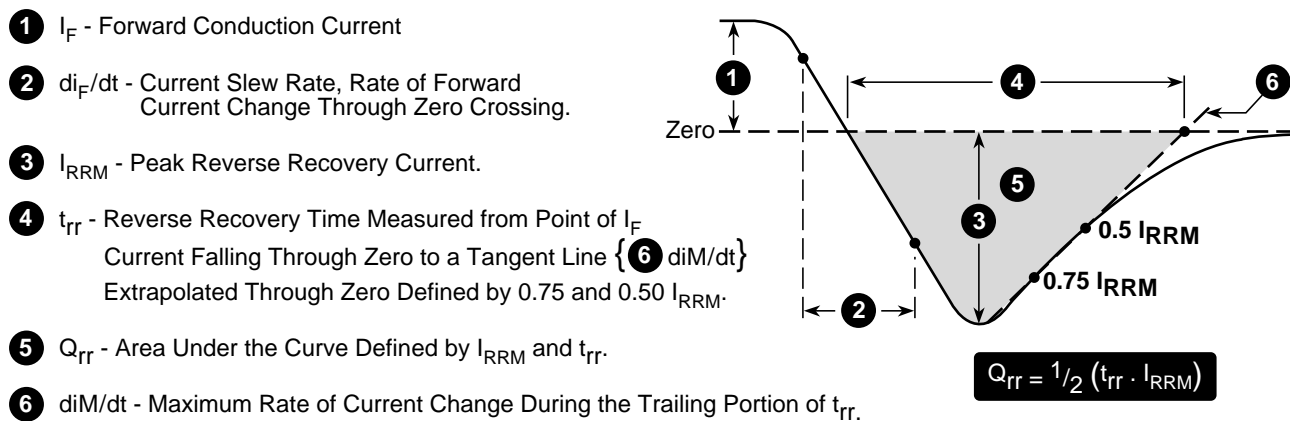 1 I_F - Forward Conduction Current
2 di_F/dt - Current Slew Rate, Rate of Forward
Current Change Through Zero Crossing.
3 I_RRM - Peak Reverse Recovery Current.
4 t_rr - Reverse Recovery Time Measured from Point of I_F
Current Falling Through Zero to a Tangent Line {6 diM/dt}
Extrapolated Through Zero Defined by 0.75 and 0.50 I_RRM.
5 Q_rr - Area Under the Curve Defined by I_RRM and t_rr.
6 diM/dt - Maximum Rate of Current Change During the Trailing Portion of t_rr.
1
4
6
Zero
5
3
0.5 I_RRM
0.75 I_RRM
2
Q_rr = 1/2 (t_rr . I_RRM)